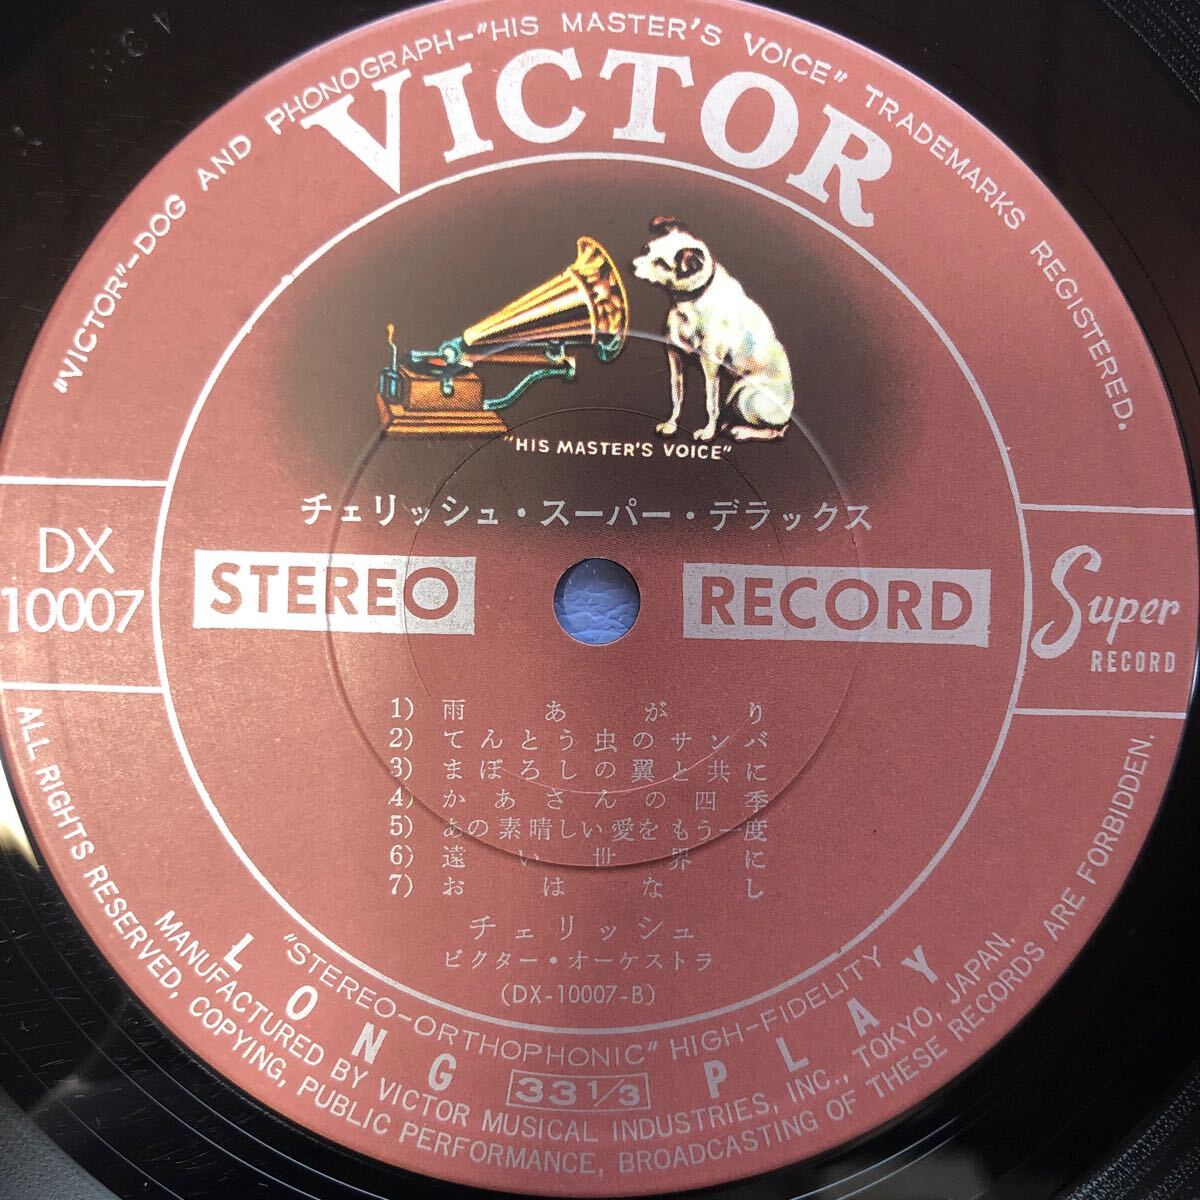 "VICTOR"–DOG AND PHONOGRAPH–"HIS MASTER'S VOICE" TRADEMARKS REGISTERED.
VICTOR
"HIS MASTER'S VOICE"
チェリッシュ・スーパー・デラックス
DX
10007
STEREO
RECORD
Super
RECORD
1) 雨あがり
2) てんとう虫のサンバ
3) まぼろしの翼と共に
4) かあさんの四季
5) あの素晴しい愛をもう一度
6) 遠い世界に
7) おはなし
チェリッシュ
ビクター・オーケストラ
(DX-10007-B)
"STEREO-ORTHOPHONIC" HIGH-FIDELITY
LONG PLAY
33 1/3
MANUFACTURED BY VICTOR MUSICAL INDUSTRIES, INC., TOKYO, JAPAN.
ALL RIGHTS RESERVED, COPYING, PUBLIC PERFORMANCE, BROADCASTING OF THESE RECORDS ARE FORBIDDEN.